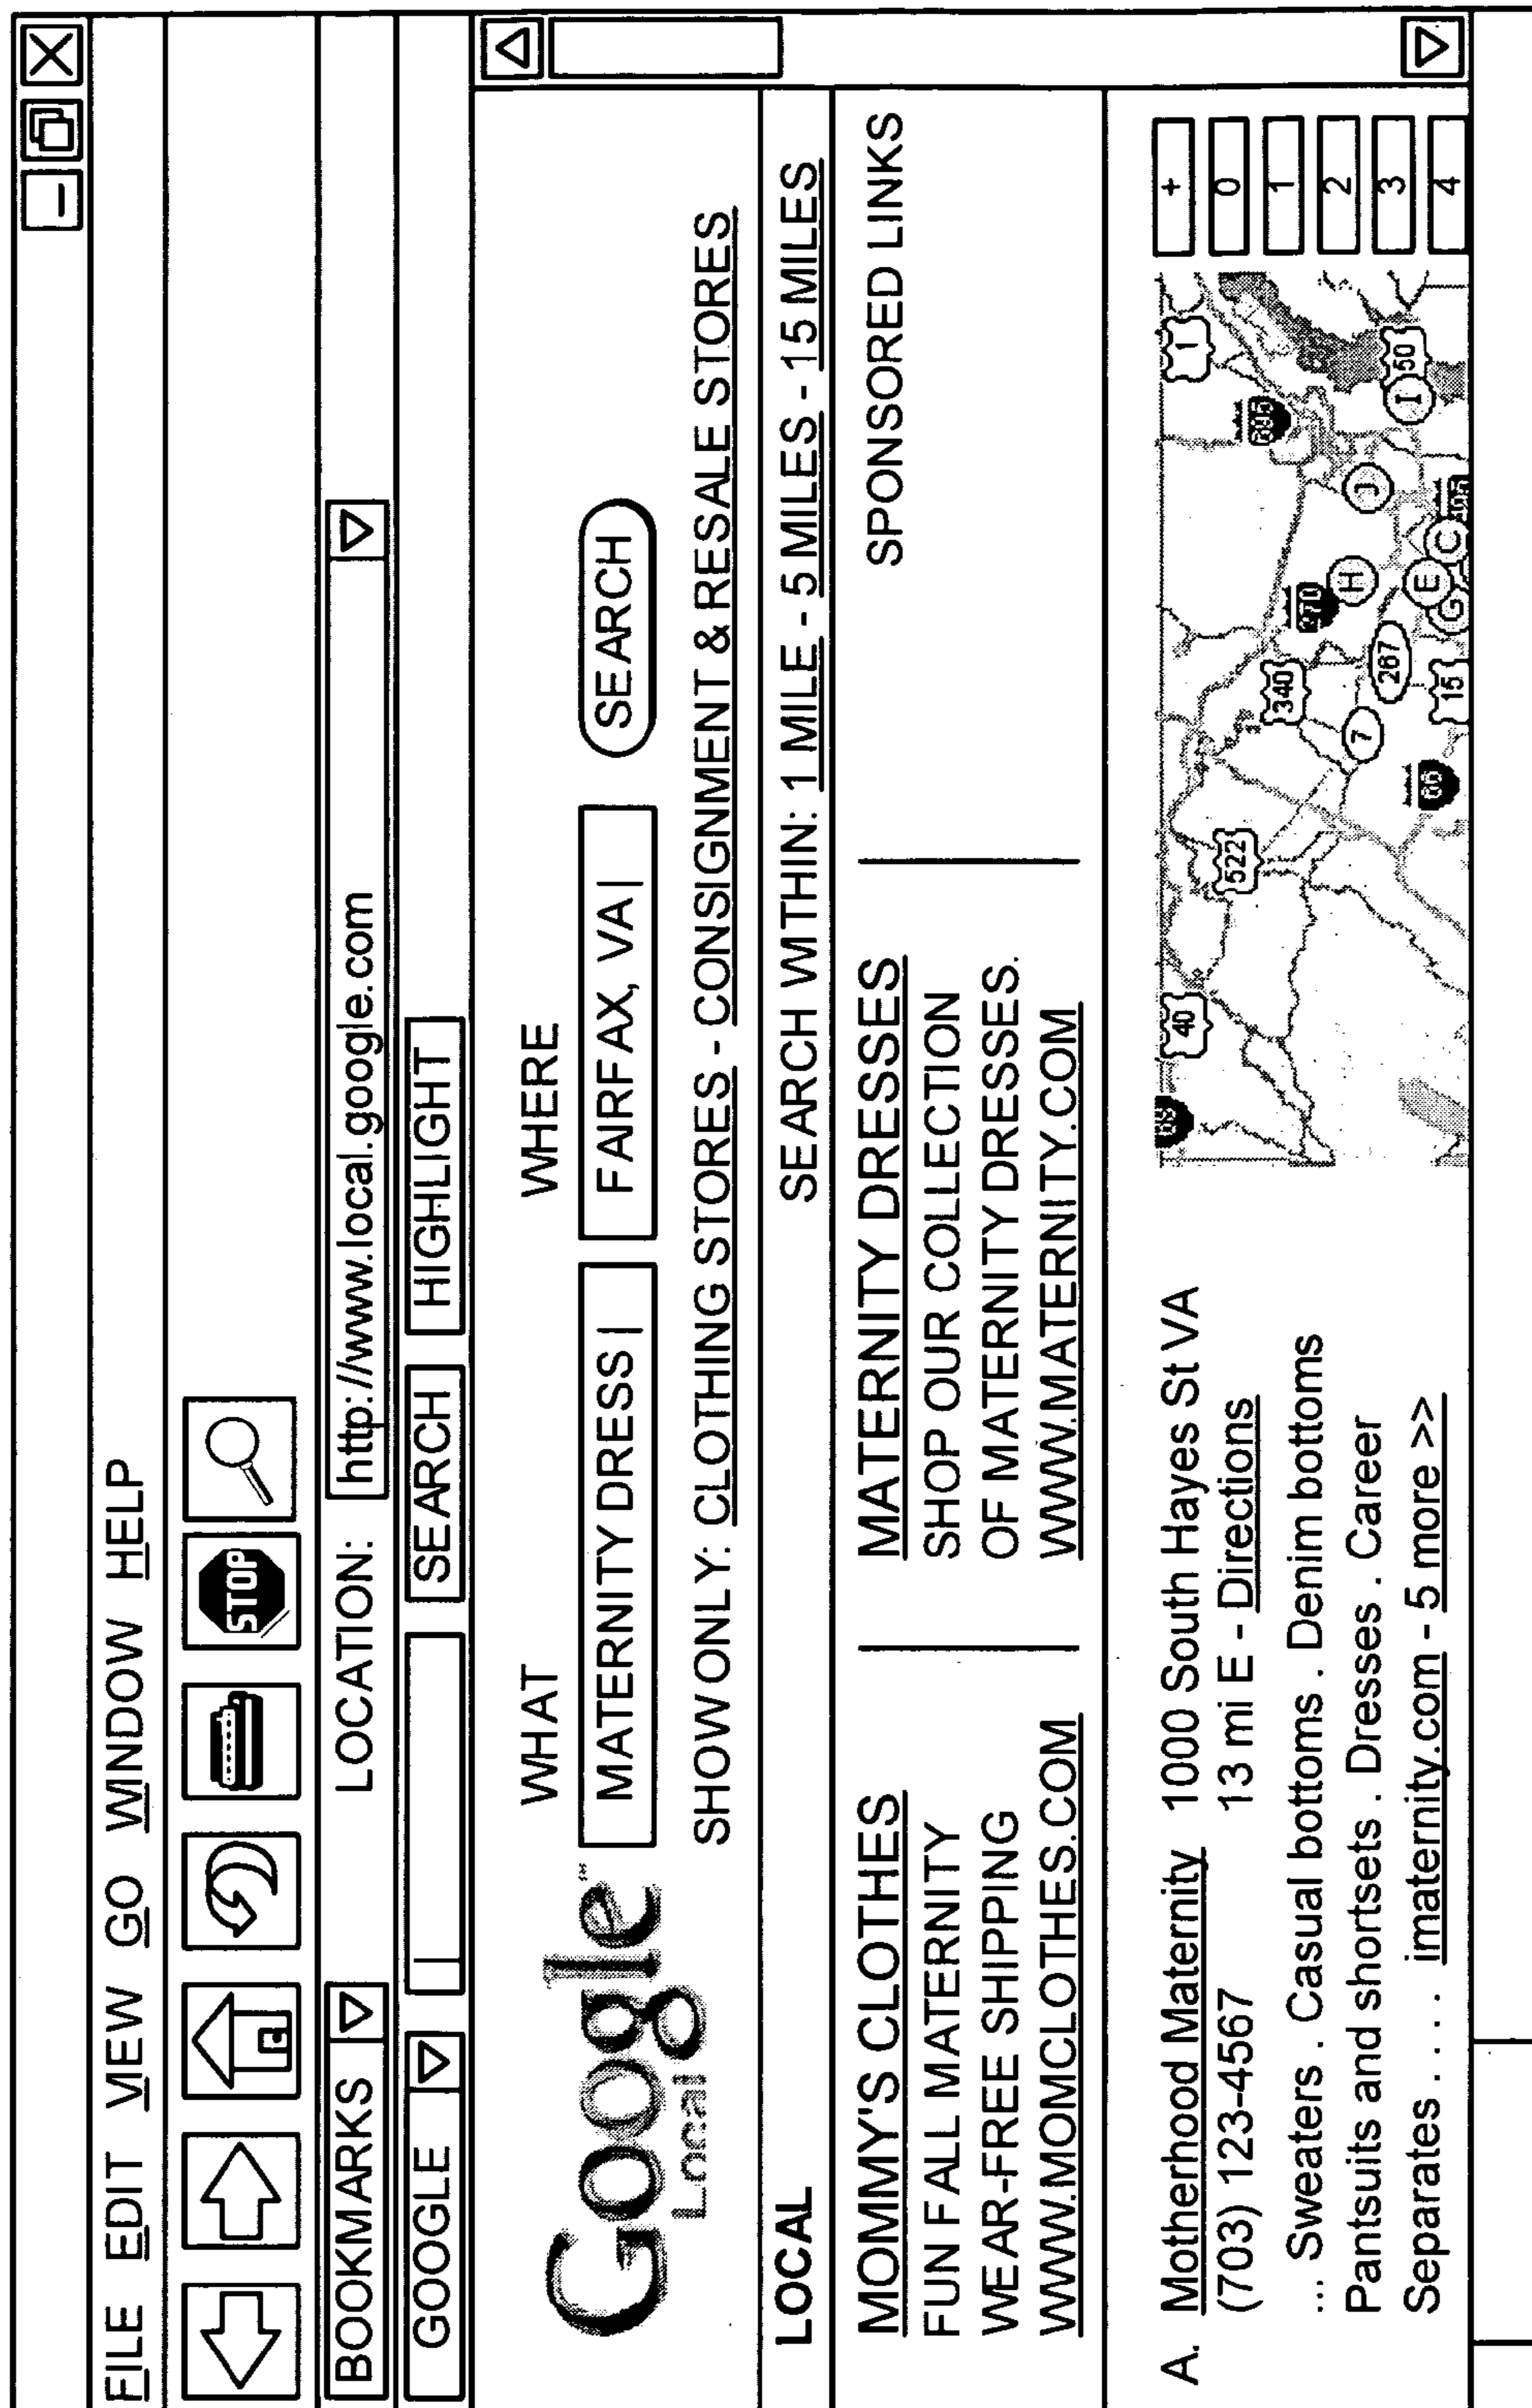 FILE EDIT VIEW GO WINDOW HELP
STOP
BOOKMARKS LOCATION: http://www.local.google.com
GOOGLE SEARCH HIGHLIGHT
Google™ Local
WHAT WHERE
MATERNITY DRESS | FAIRFAX, VA | SEARCH
SHOW ONLY: CLOTHING STORES - CONSIGNMENT & RESALE STORES
LOCAL SEARCH WITHIN: 1 MILE - 5 MILES - 15 MILES
MOMMY'S CLOTHES MATERNITY DRESSES SPONSORED LINKS
FUN FALL MATERNITY SHOP OUR COLLECTION
WEAR-FREE SHIPPING OF MATERNITY DRESSES.
WWW.MOMCLOTHES.COM WWW.MATERNITY.COM
A. Motherhood Maternity 1000 South Hayes St VA
(703) 123-4567 13 mi E - Directions
... Sweaters . Casual bottoms . Denim bottoms
Pantsuits and shortsets . Dresses . Career
Separates . . . . imaternity.com - 5 more >>
40 1
522 695
340 370
7 H J
267 E 50 I
66 15 G C
+
0
1
2
3
4